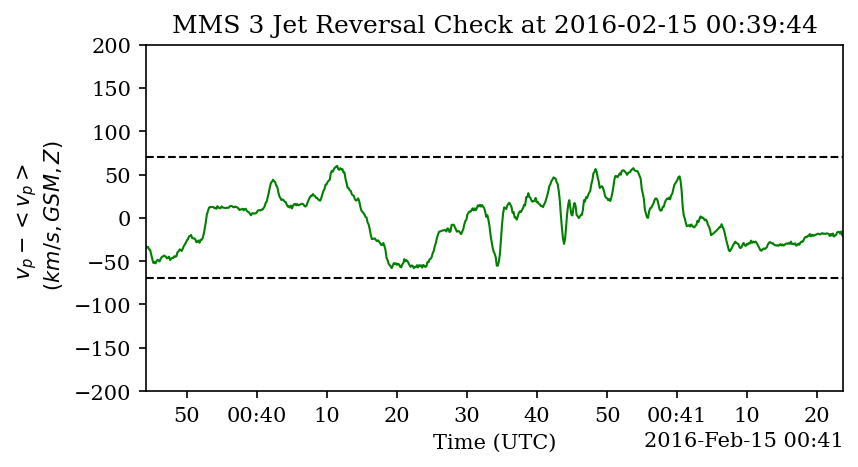 MMS 3 Jet Reversal Check at 2016-02-15 00:39:44
v_p − < v_p >
(km/s, GSM, Z)
200
150
100
50
0
−50
−100
−150
−200
50 00:40 10 20 30 40 50 00:41 10 20
Time (UTC)
2016-Feb-15 00:41